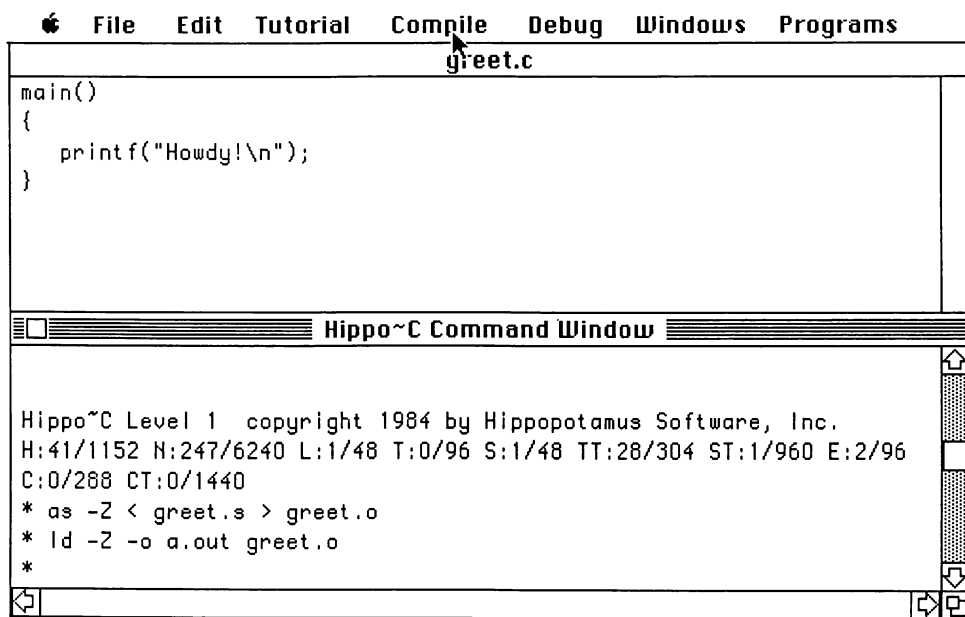 File Edit Tutorial Compile Debug Windows Programs
greet.c
main()
{
printf("Howdy!\n");
}
Hippo~C Command Window
Hippo~C Level 1 copyright 1984 by Hippopotamus Software, Inc.
H:41/1152 N:247/6240 L:1/48 T:0/96 S:1/48 TT:28/304 ST:1/960 E:2/96
C:0/288 CT:0/1440
* as -Z < greet.s > greet.o
* ld -Z -o a.out greet.o
*